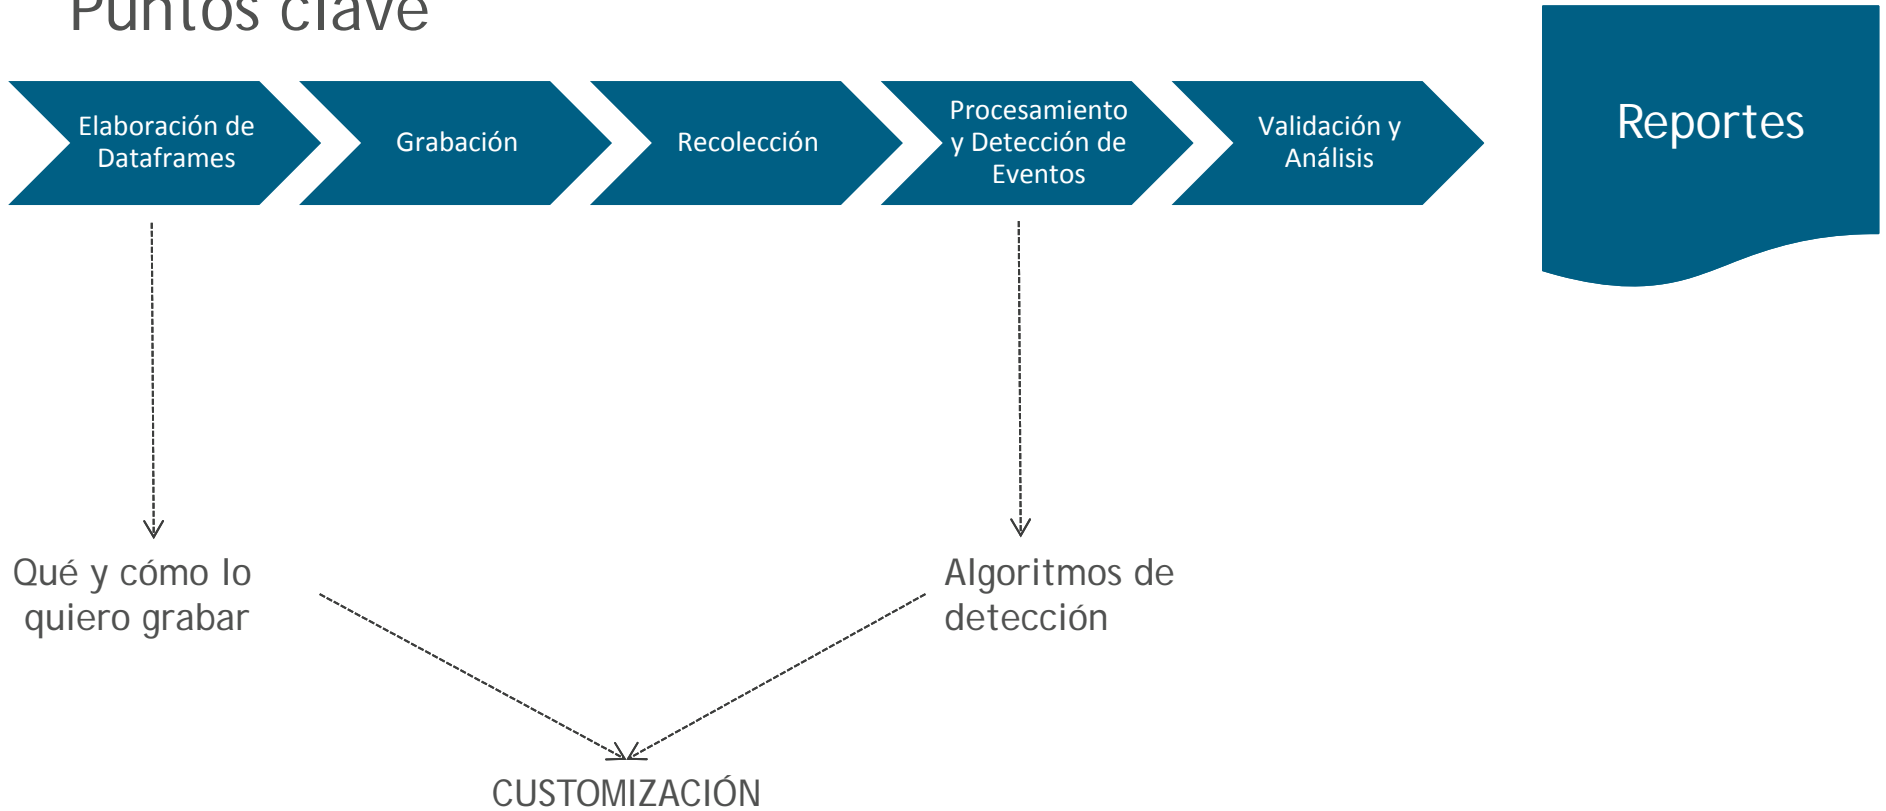 Puntos clave
Elaboración de
Dataframes
Grabación
Recolección
Procesamiento
y Detección de
Eventos
Validación y
Análisis
Reportes
Qué y cómo lo
quiero grabar
Algoritmos de
detección
CUSTOMIZACIÓN